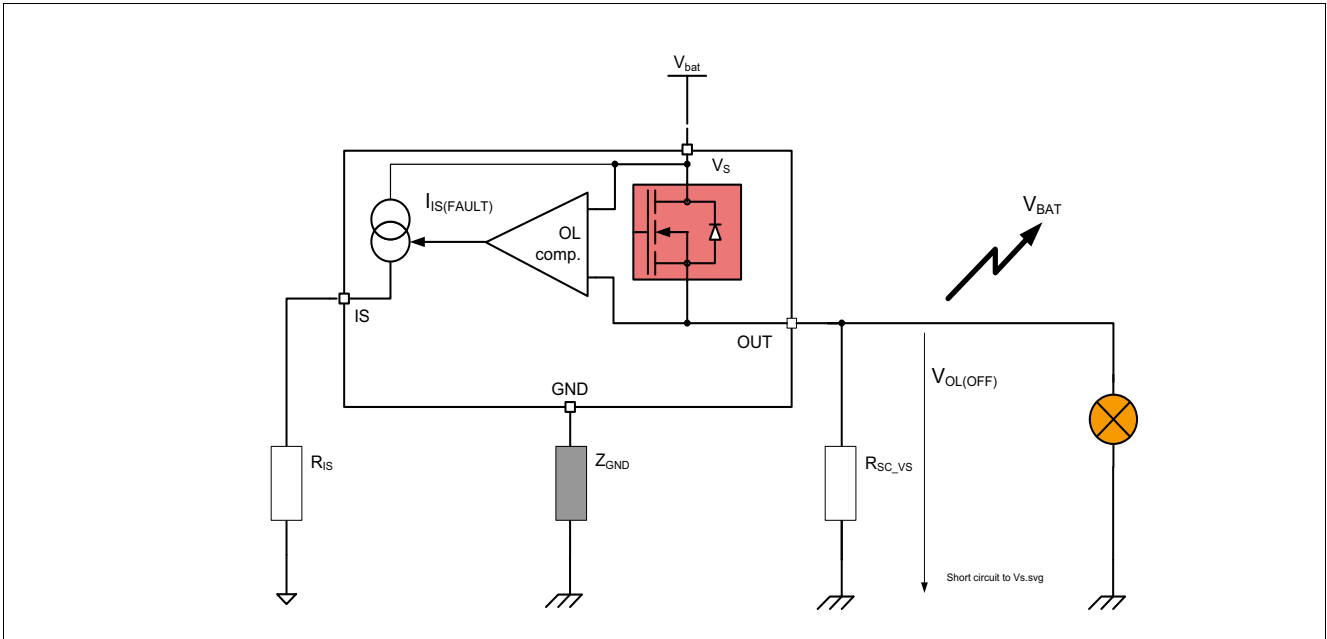 Vbat
VS
IIS(FAULT)
OL
comp.
VBAT
IS
OUT
VOL(OFF)
GND
RIS
ZGND
RSC_VS
Short circuit to Vs.svg